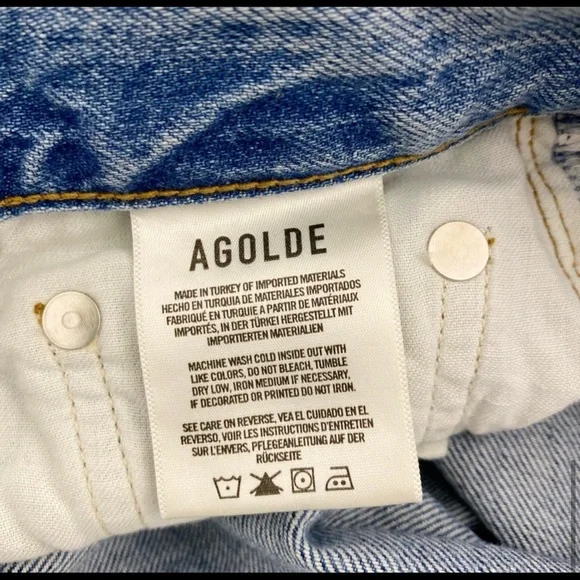 AGOLDE
MADE IN TURKEY OF IMPORTED MATERIALS
HECHO EN TURQUIA DE MATERIALES IMPORTADOS
FABRIQUÉ EN TURQUIE A PARTIR DE MATÉRIAUX
IMPORTÉS, IN DER TÜRKEI HERGESTELLT MIT
IMPORTIERTEN MATERIALIEN
MACHINE WASH COLD INSIDE OUT WITH
LIKE COLORS, DO NOT BLEACH, TUMBLE
DRY LOW, IRON MEDIUM IF NECESSARY,
IF DECORATED OR PRINTED DO NOT IRON.
SEE CARE ON REVERSE, VEA EL CUIDADO EN EL
REVERSO, VOIR LES INSTRUCTIONS D'ENTRETIEN
SUR L'ENVERS, PFLEGEANLEITUNG AUF DER
RÜCKSEITE